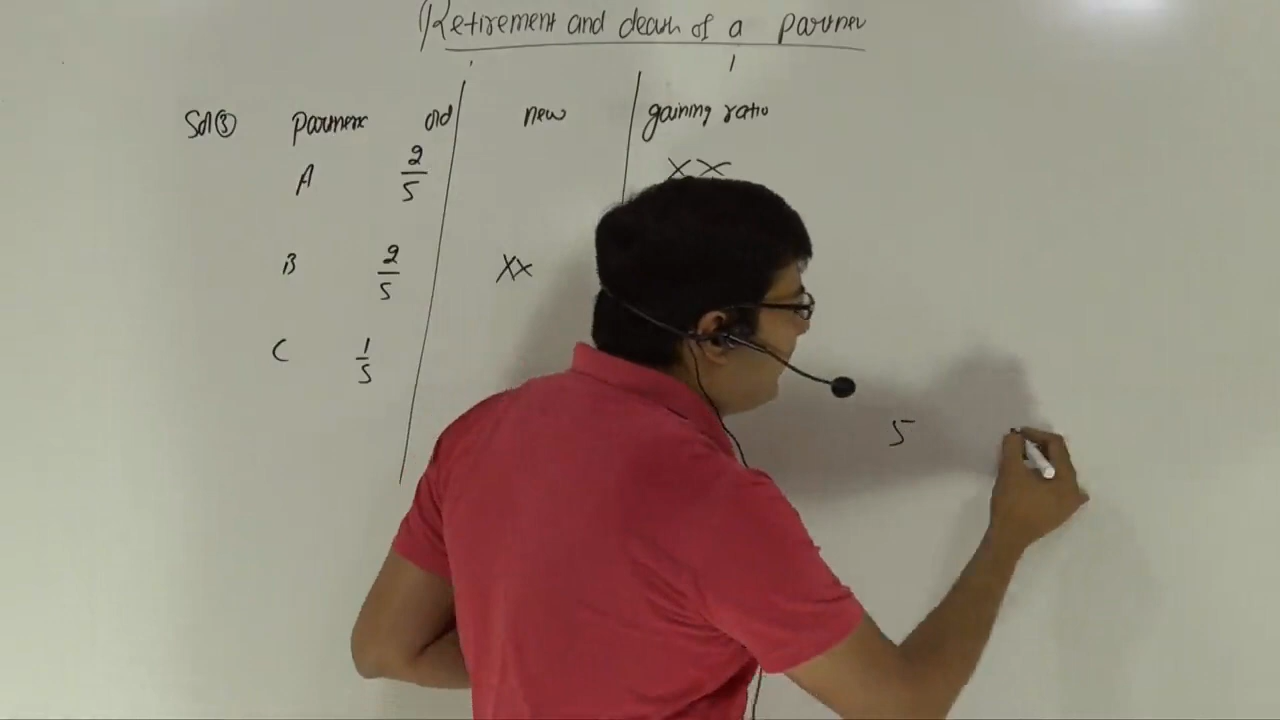 Retirement and death of a partner
Sol ③ partners old new gaining ratio
A 2/5 XX
B 2/5 XX
C 1/5
5